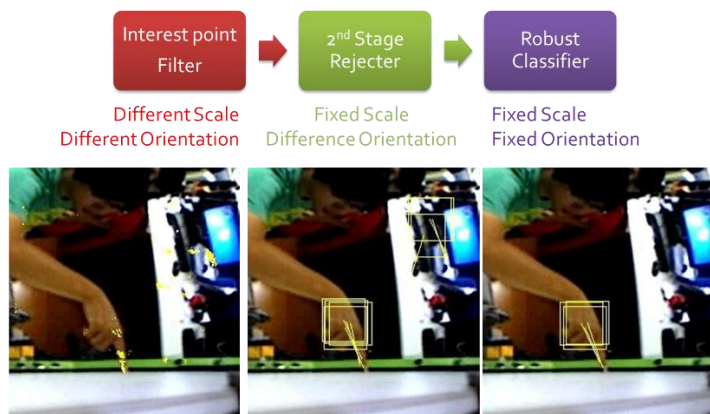 Interest point
Filter
2nd Stage
Rejecter
Robust
Classifier
Different Scale
Different Orientation
Fixed Scale
Difference Orientation
Fixed Scale
Fixed Orientation